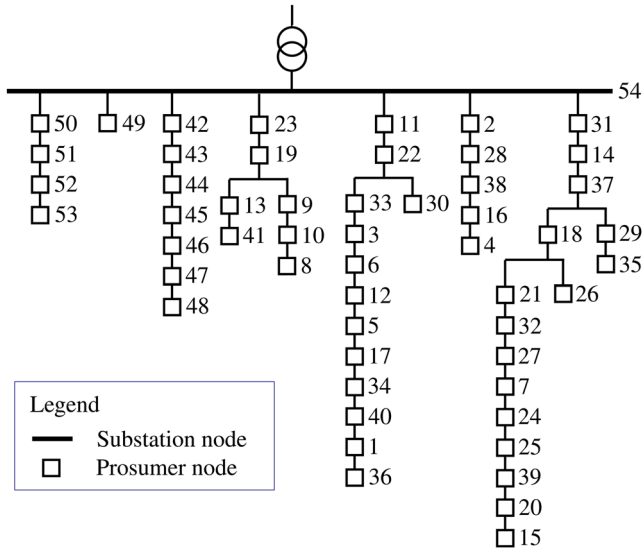 54
50 49 42 23 11 2 31
51 43 19 22 28 14
52 44 38 37
53 45 13 9 33 30 16 18 29
46 41 10 3 4 35
47 8 6 21 26
48 12 32
5 27
17 7
34 24
40 25
1 39
36 20
15
Legend
Substation node
Prosumer node